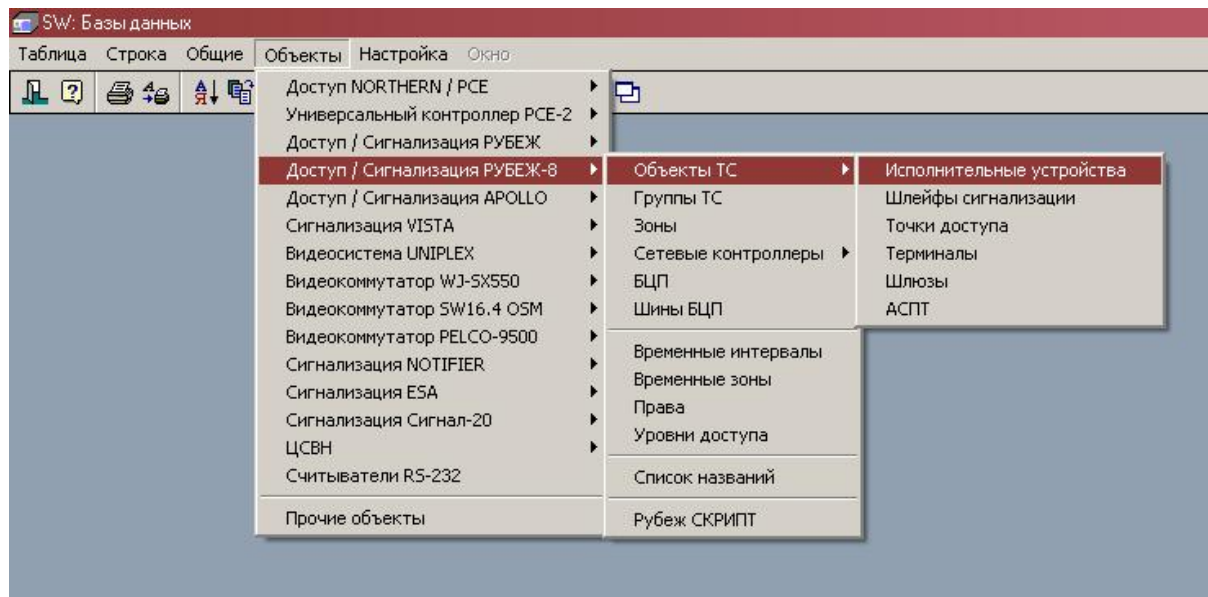 SW: Базы данных
Таблица Строка Общие Объекты Настройка Окно
Доступ NORTHERN / PCE
Универсальный контроллер PCE-2
Доступ / Сигнализация РУБЕЖ
Доступ / Сигнализация РУБЕЖ-8
Доступ / Сигнализация APOLLO
Сигнализация VISTA
Видеосистема UNIPLEX
Видеокоммутатор WJ-SX550
Видеокоммутатор SW16.4 OSM
Видеокоммутатор PELCO-9500
Сигнализация NOTIFIER
Сигнализация ESA
Сигнализация Сигнал-20
ЦСВН
Считыватели RS-232
Прочие объекты
Объекты ТС
Группы ТС
Зоны
Сетевые контроллеры
БЦП
Шины БЦП
Временные интервалы
Временные зоны
Права
Уровни доступа
Список названий
Рубеж СКРИПТ
Исполнительные устройства
Шлейфы сигнализации
Точки доступа
Терминалы
Шлюзы
АСПТ